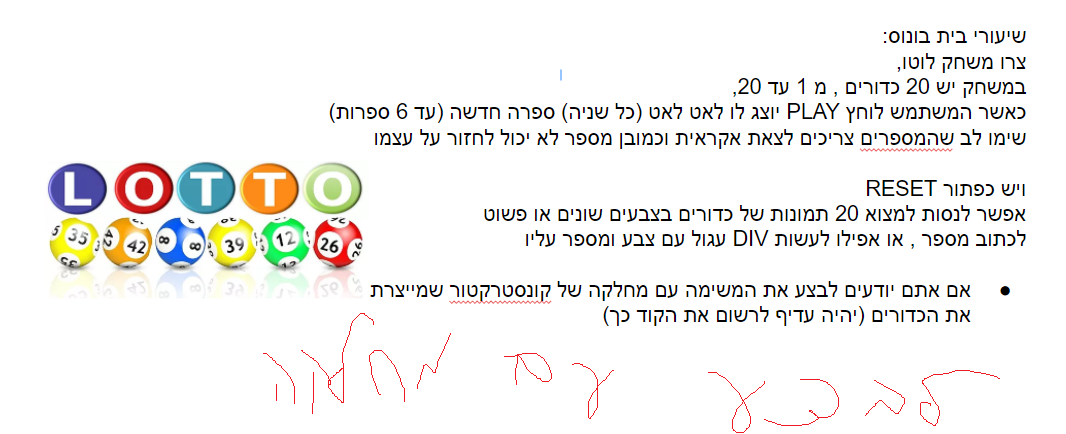 שיעורי בית בונוס:
צרו משחק לוטו,
במשחק יש 20 כדורים , מ 1 עד 20,
כאשר המשתמש לוחץ PLAY יוצג לו לאט לאט (כל שניה) ספרה חדשה (עד 6 ספרות)
שימו לב שהמספרים צריכים לצאת אקראית וכמובן מספר לא יכול לחזור על עצמו
ויש כפתור RESET
אפשר לנסות למצוא 20 תמונות של כדורים בצבעים שונים או פשוט
לכתוב מספר , או אפילו לעשות DIV עגול עם צבע ומספר עליו
LOTTO
35 42 8 39 12 26
● אם אתם יודעים לבצע את המשימה עם מחלקה של קונסטרקטור שמייצרת
את הכדורים (יהיה עדיף לרשום את הקוד כך)
לבצע עם מחלקה